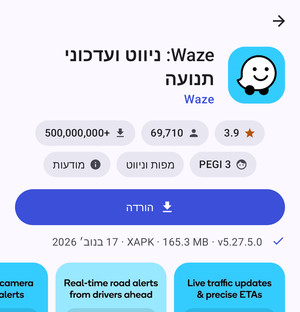 Waze: ניווט ועדכוני
תנועה
Waze
3.9
69,710
500,000,000+
PEGI 3
מפות וניווט
מודעות
הורדה
v5.27.5.0 · 165.3 MB · XAPK · 17 בנוב׳ 2026
Live traffic updates
& precise ETAs
Real-time road alerts
from drivers ahead
camera
alerts